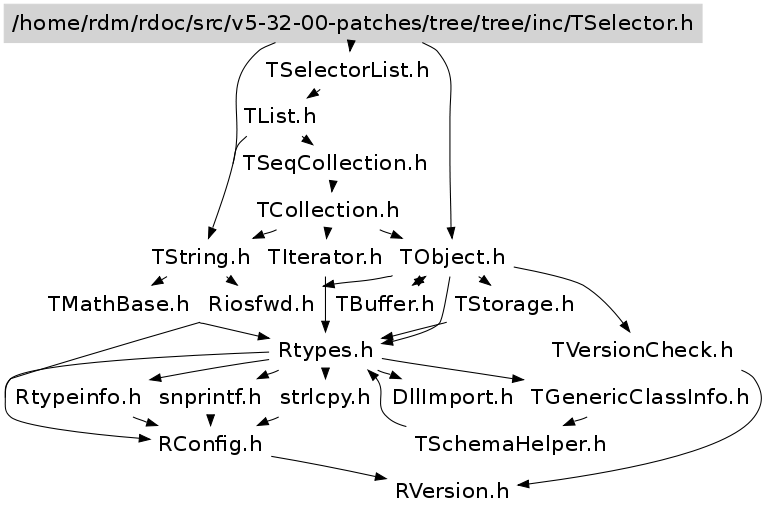 /home/rdm/rdoc/src/v5-32-00-patches/tree/tree/inc/TSelector.h
TSelectorList.h
TList.h
TSeqCollection.h
TCollection.h
TString.h TIterator.h TObject.h
TMathBase.h Riosfwd.h TBuffer.h TStorage.h
Rtypes.h TVersionCheck.h
Rtypeinfo.h snprintf.h strlcpy.h DllImport.h TGenericClassInfo.h
RConfig.h TSchemaHelper.h
RVersion.h